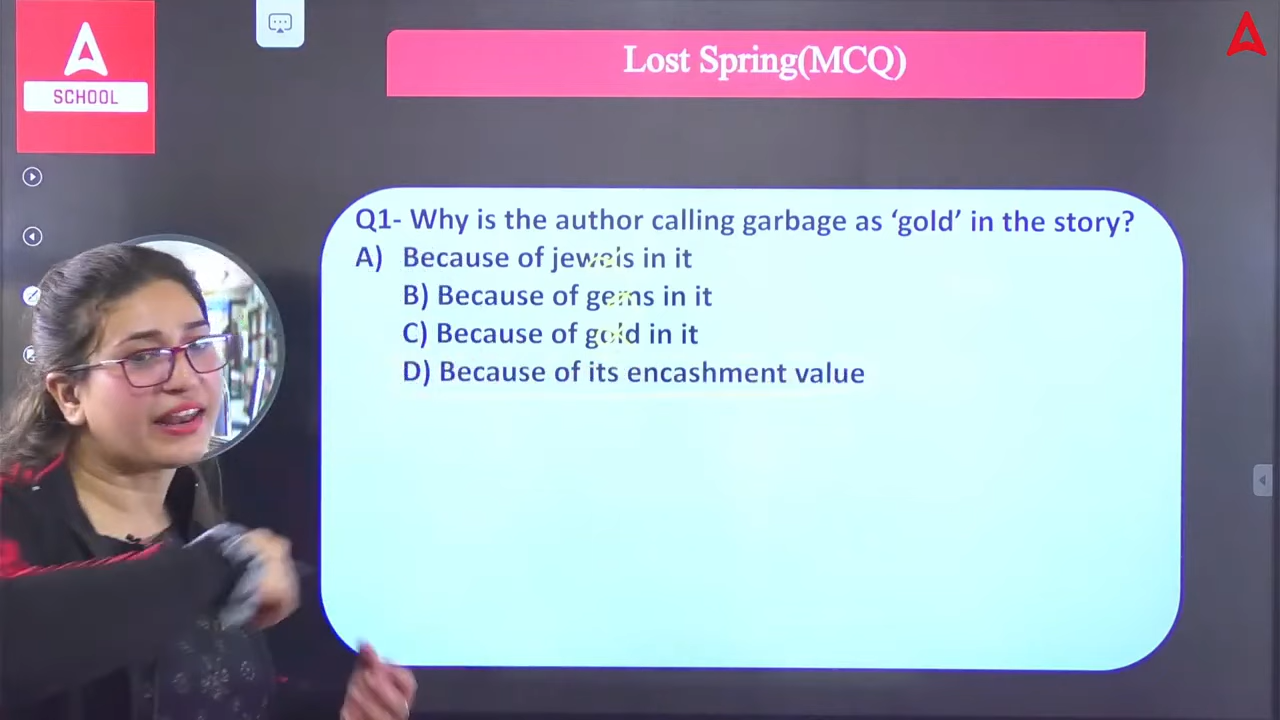 SCHOOL
Lost Spring(MCQ)
Q1- Why is the author calling garbage as ‘gold’ in the story?
A) Because of jewels in it
B) Because of gems in it
C) Because of gold in it
D) Because of its encashment value